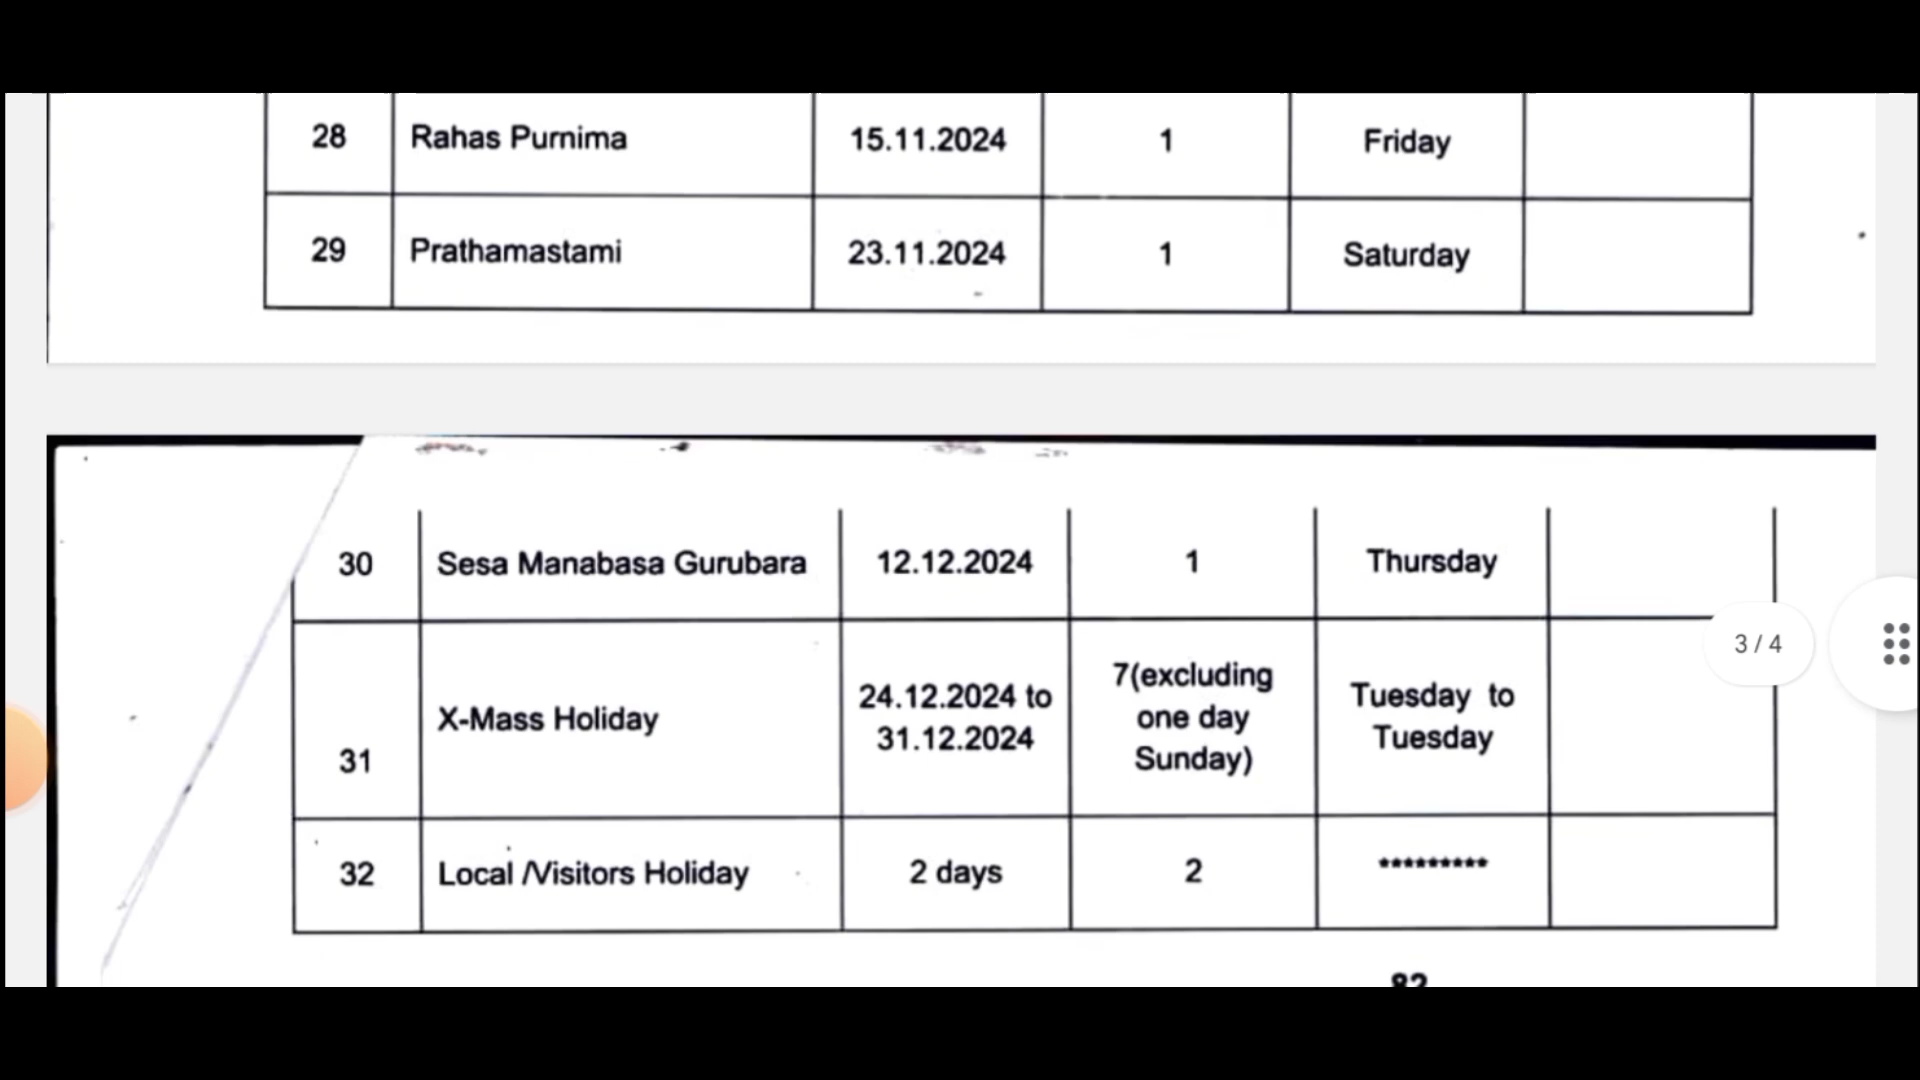 28 Rahas Purnima 15.11.2024 1 Friday
29 Prathamastami 23.11.2024 1 Saturday
30 Sesa Manabasa Gurubara 12.12.2024 1 Thursday
31 X-Mass Holiday 24.12.2024 to 31.12.2024 7(excluding one day Sunday) Tuesday to Tuesday
3 / 4
32 Local /Visitors Holiday 2 days 2 *********